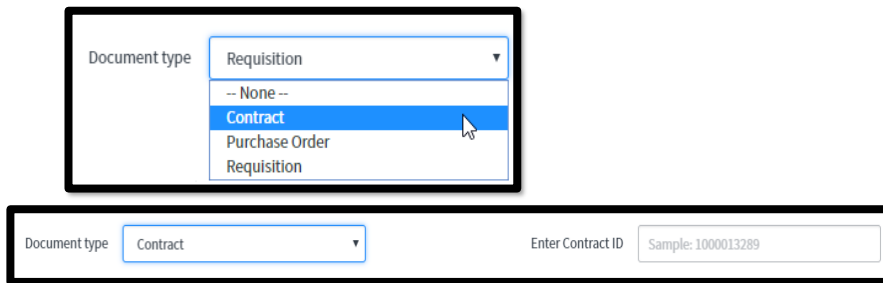 Document type Requisition
-- None --
Contract
Purchase Order
Requisition
Document type Contract Enter Contract ID Sample: 1000013289